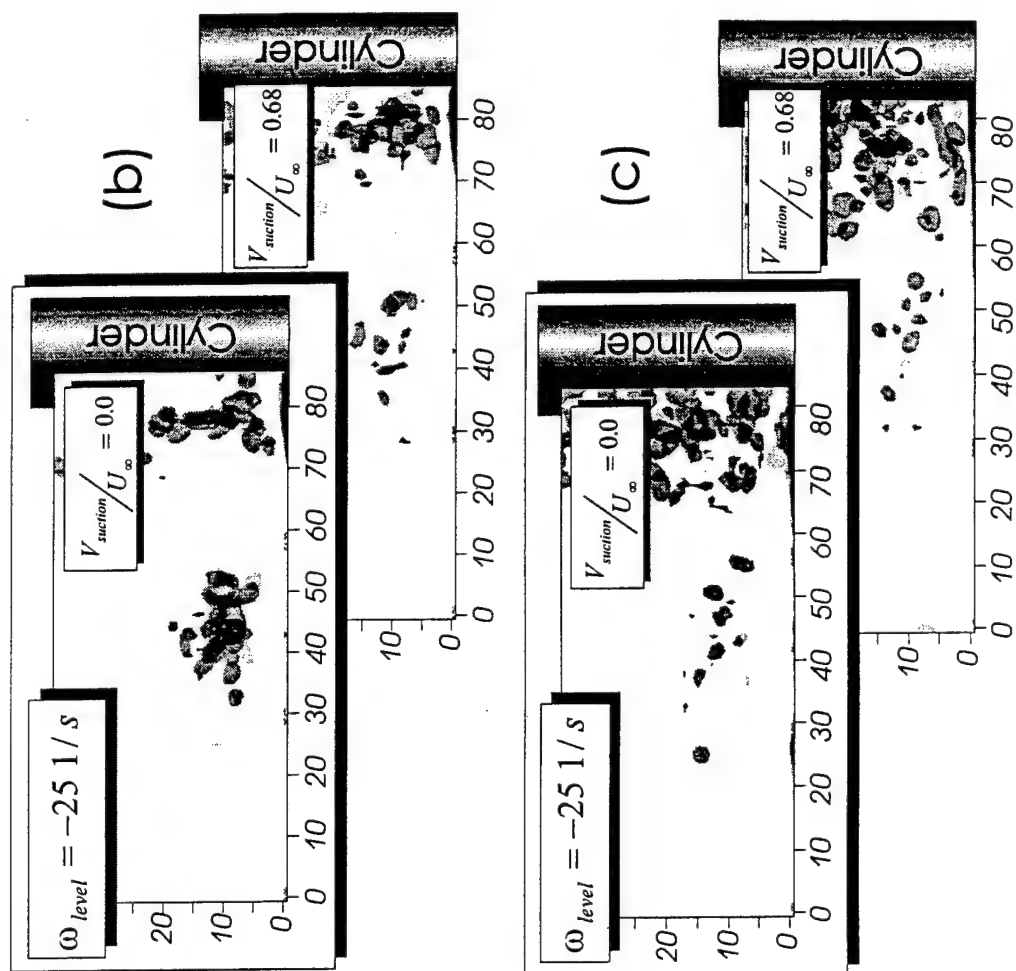 (b)
ω_level = −25 1/s
V_suction/U_∞ = 0.0
Cylinder
20
10
0
0 10 20 30 40 50 60 70 80
V_suction/U_∞ = 0.68
Cylinder
10
0
0 10 20 30 40 50 60 70 80
(c)
ω_level = −25 1/s
V_suction/U_∞ = 0.0
Cylinder
20
10
0
0 10 20 30 40 50 60 70 80
V_suction/U_∞ = 0.68
Cylinder
10
0
0 10 20 30 40 50 60 70 80